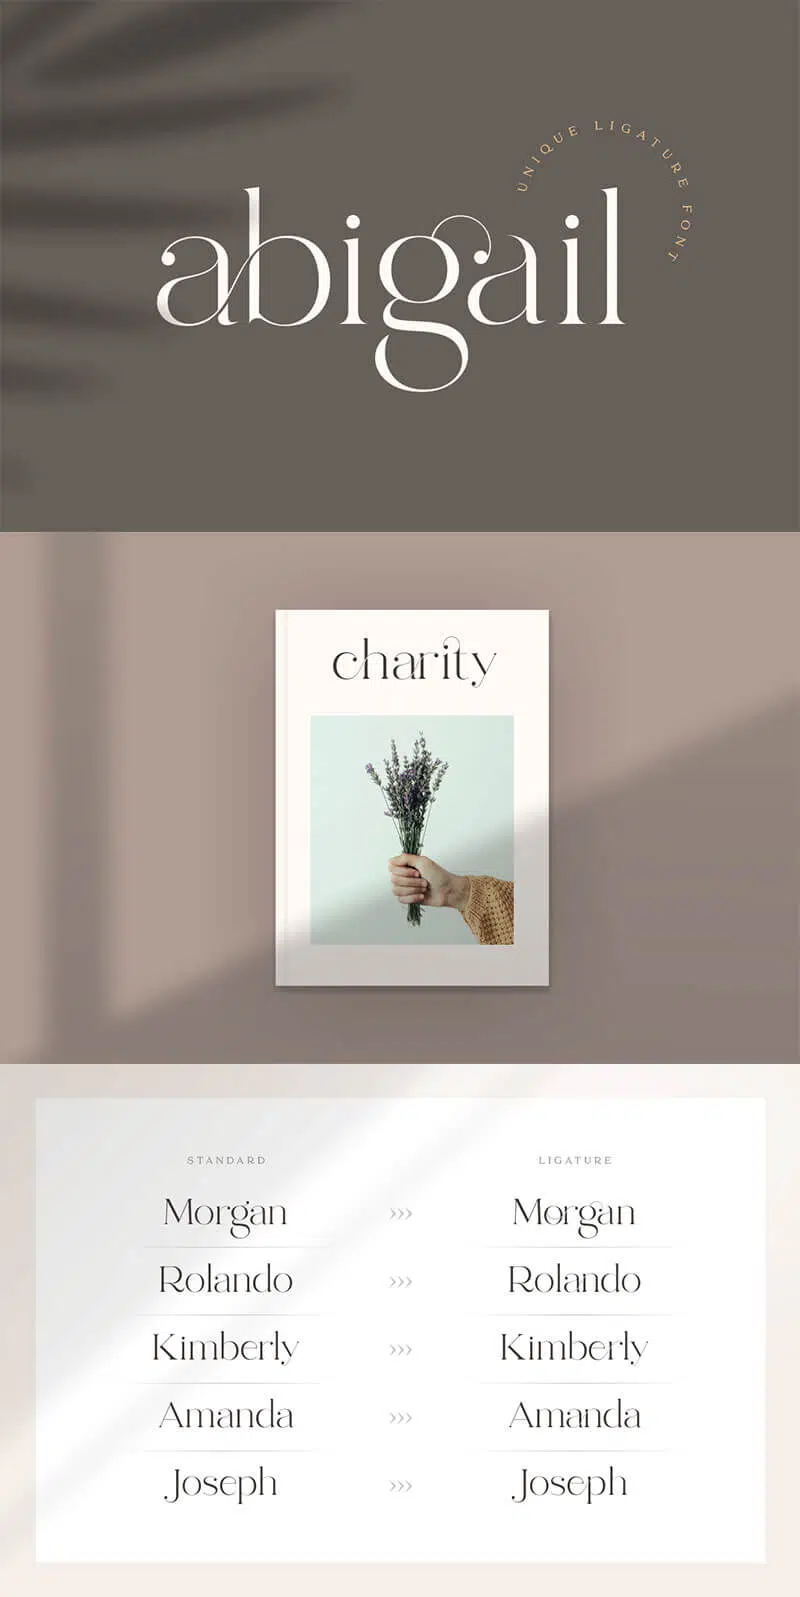 UNIQUE LIGATURE FONT
abigail
charity
STANDARD
LIGATURE
Morgan
›››
Morgan
Rolando
›››
Rolando
Kimberly
›››
Kimberly
Amanda
›››
Amanda
Joseph
›››
Joseph